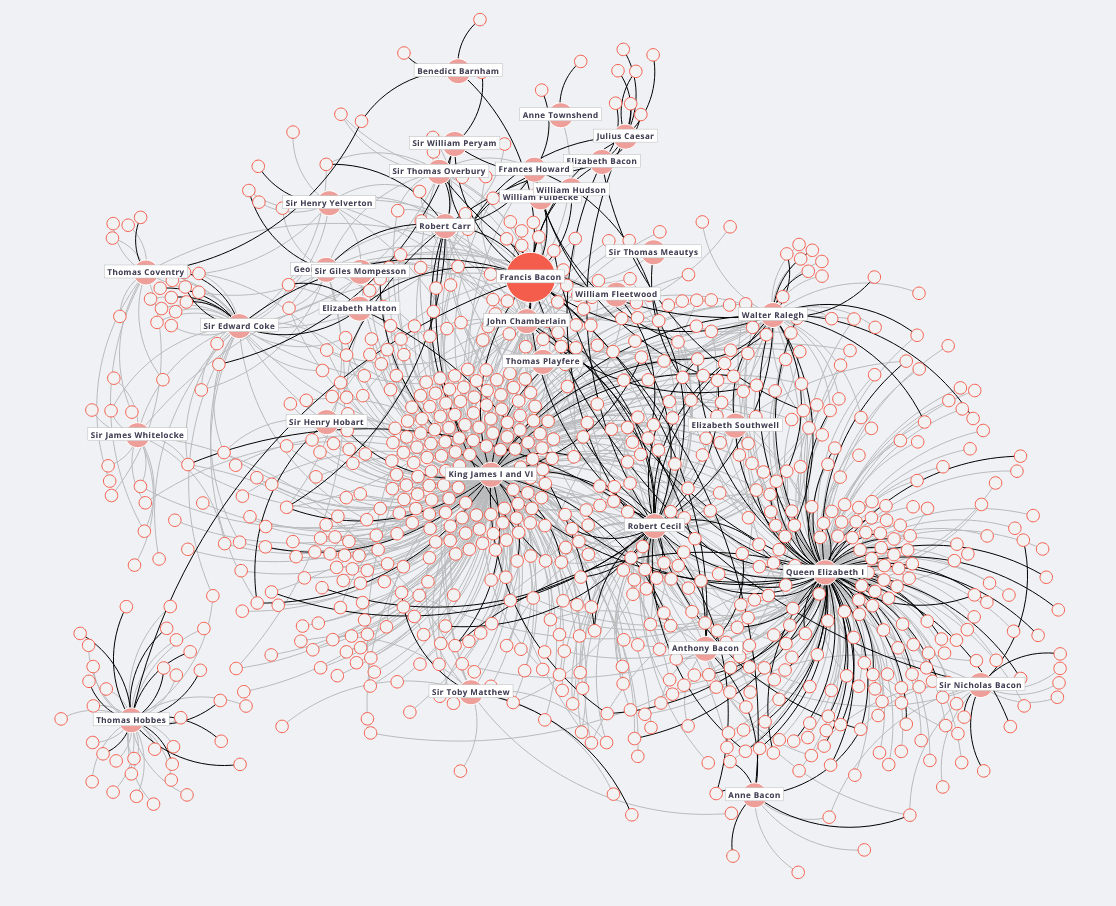 Benedict Barnham
Anne Townshend
Julius Caesar
Sir William Peryam
Elizabeth Bacon
Sir Thomas Overbury
Frances Howard
William Hudson
William Fulbecke
Sir Henry Yelverton
Robert Carr
Sir Thomas Meautys
Thomas Coventry
Geo
Sir Giles Mompesson
Francis Bacon
William Fleetwood
Elizabeth Hatton
Walter Ralegh
John Chamberlain
Sir Edward Coke
Thomas Playfere
Sir Henry Hobart
Elizabeth Southwell
Sir James Whitelocke
King James I and VI
Robert Cecil
Queen Elizabeth I
Anthony Bacon
Sir Nicholas Bacon
Sir Toby Matthew
Thomas Hobbes
Anne Bacon